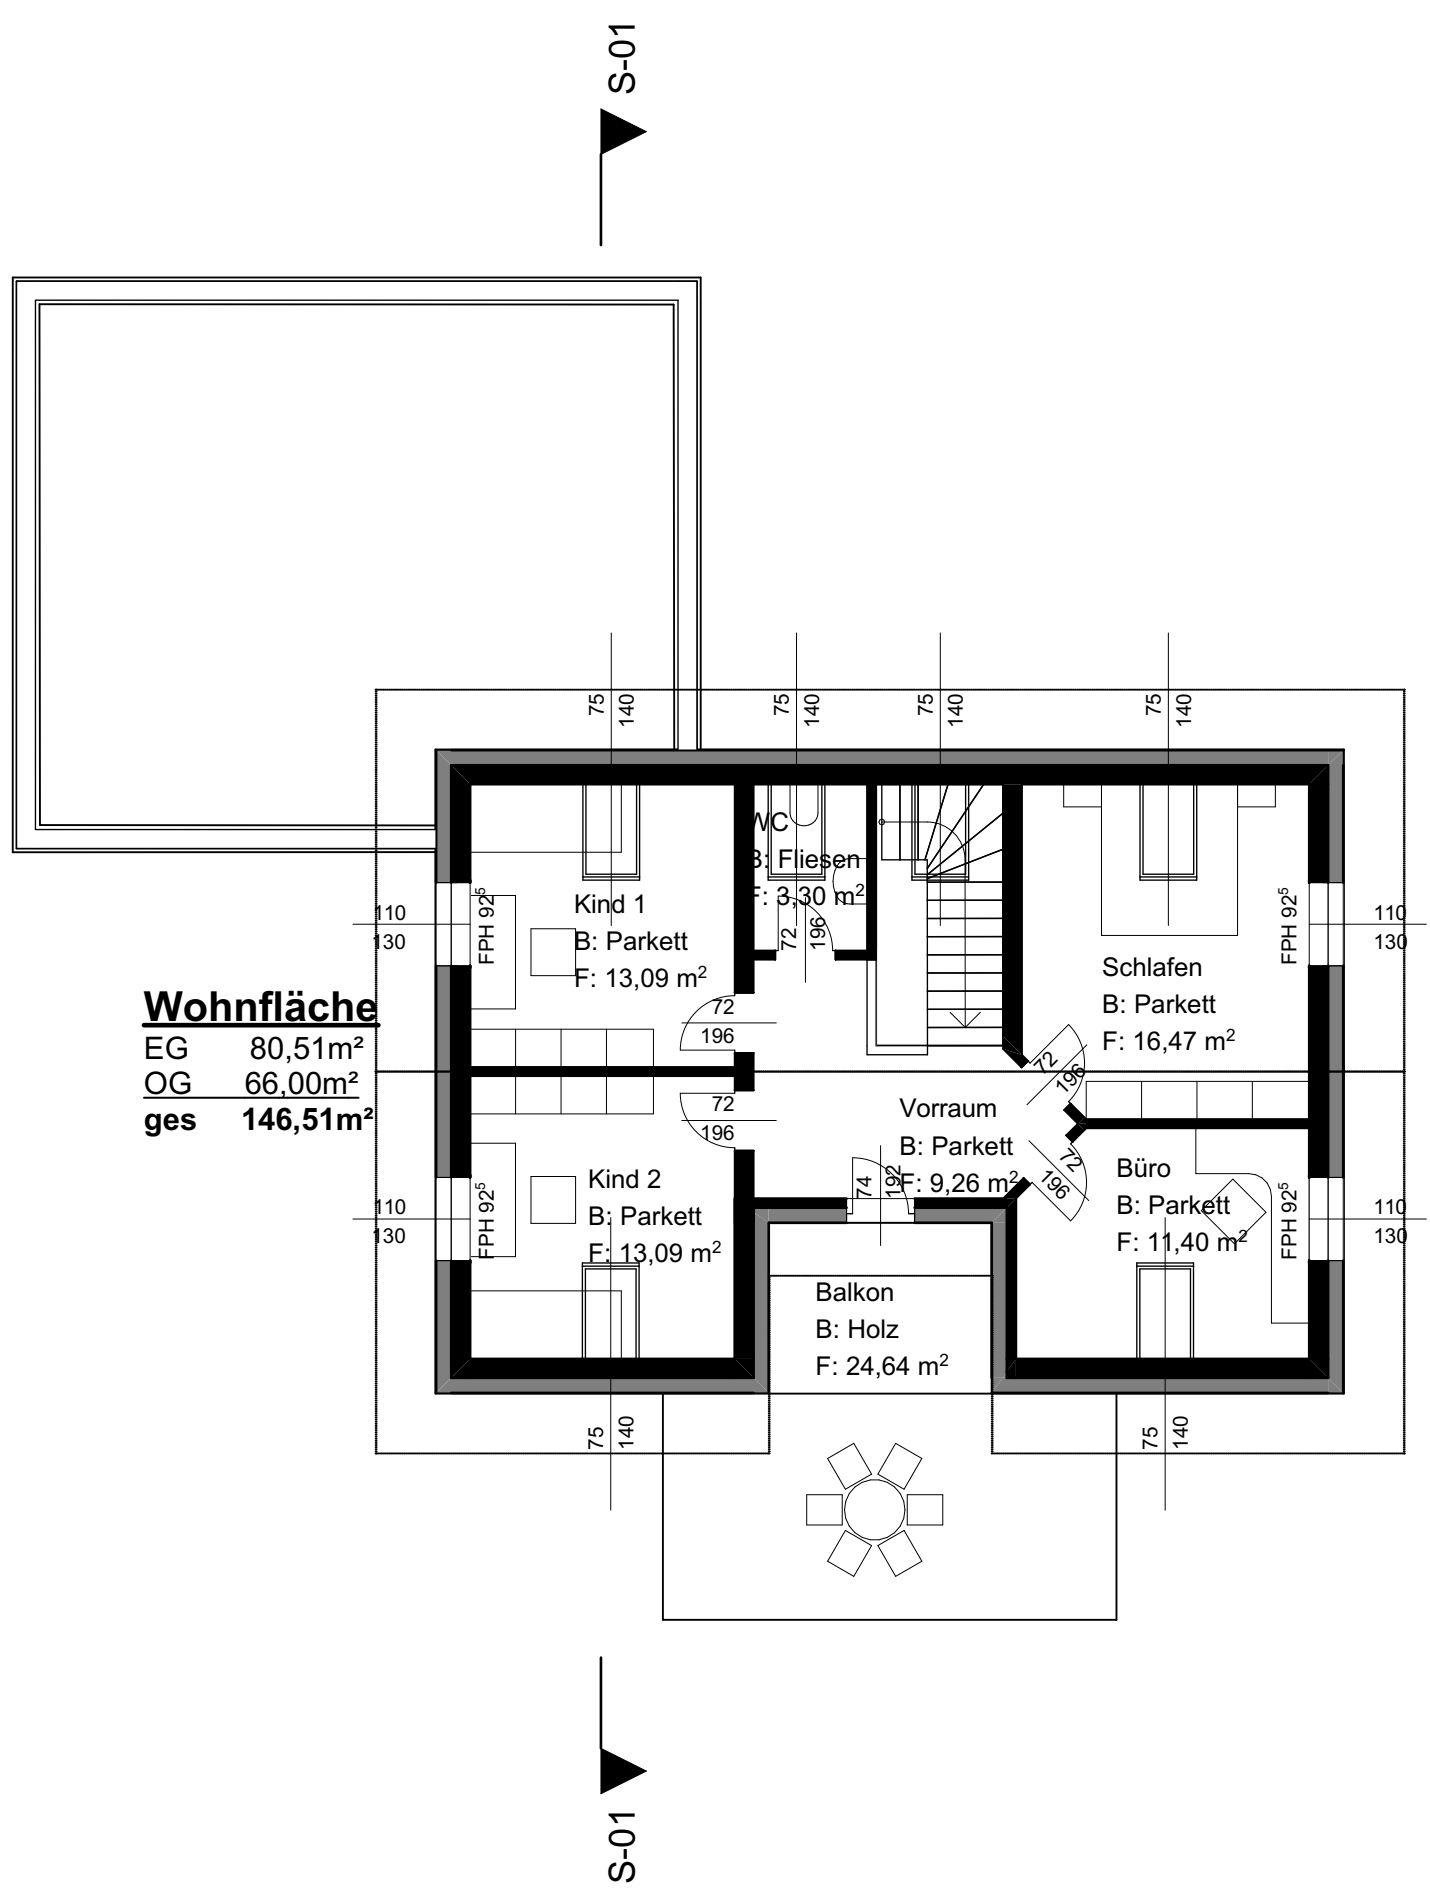 S-01
75
140
75
140
75
140
75
140
WC
B: Fliesen
F: 3,30 m²
72
196
Kind 1
B: Parkett
F: 13,09 m²
FPH 92⁵
110
130
FPH 92⁵
110
130
Schlafen
B: Parkett
F: 16,47 m²
72
196
72
196
Wohnfläche
EG 80,51m²
OG 66,00m²
ges 146,51m²
72
196
Vorraum
B: Parkett
F: 9,26 m²
74
192
72
196
Kind 2
B: Parkett
F: 13,09 m²
FPH 92⁵
110
130
Büro
B: Parkett
F: 11,40 m²
FPH 92⁵
110
130
Balkon
B: Holz
F: 24,64 m²
75
140
75
140
S-01